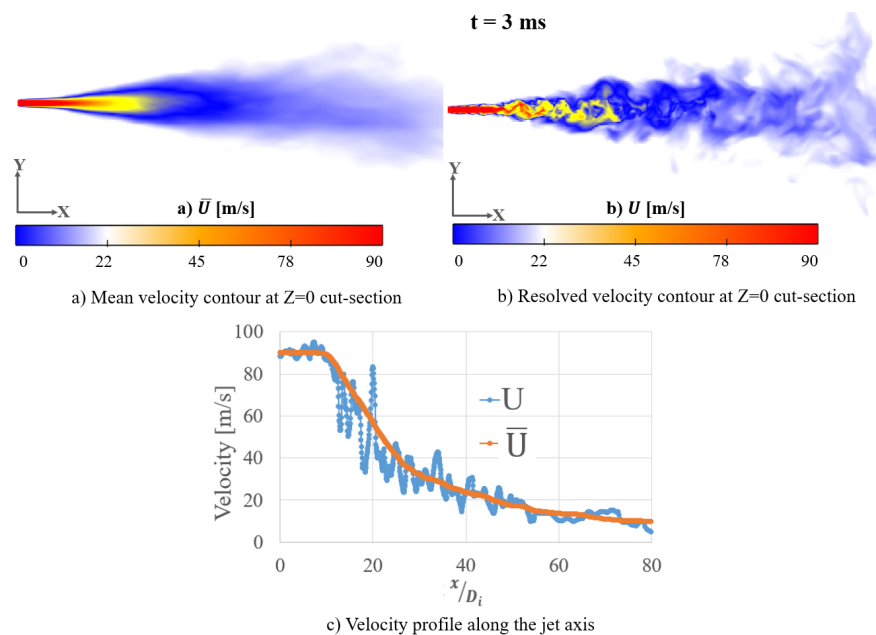 t = 3 ms
Y
X
a) U̅ [m/s]
0 22 45 78 90
a) Mean velocity contour at Z=0 cut-section
Y
X
b) U [m/s]
0 22 45 78 90
b) Resolved velocity contour at Z=0 cut-section
Velocity [m/s]
100
80
60
40
20
0
U
U̅
0 20 40 60 80
x/Di
c) Velocity profile along the jet axis